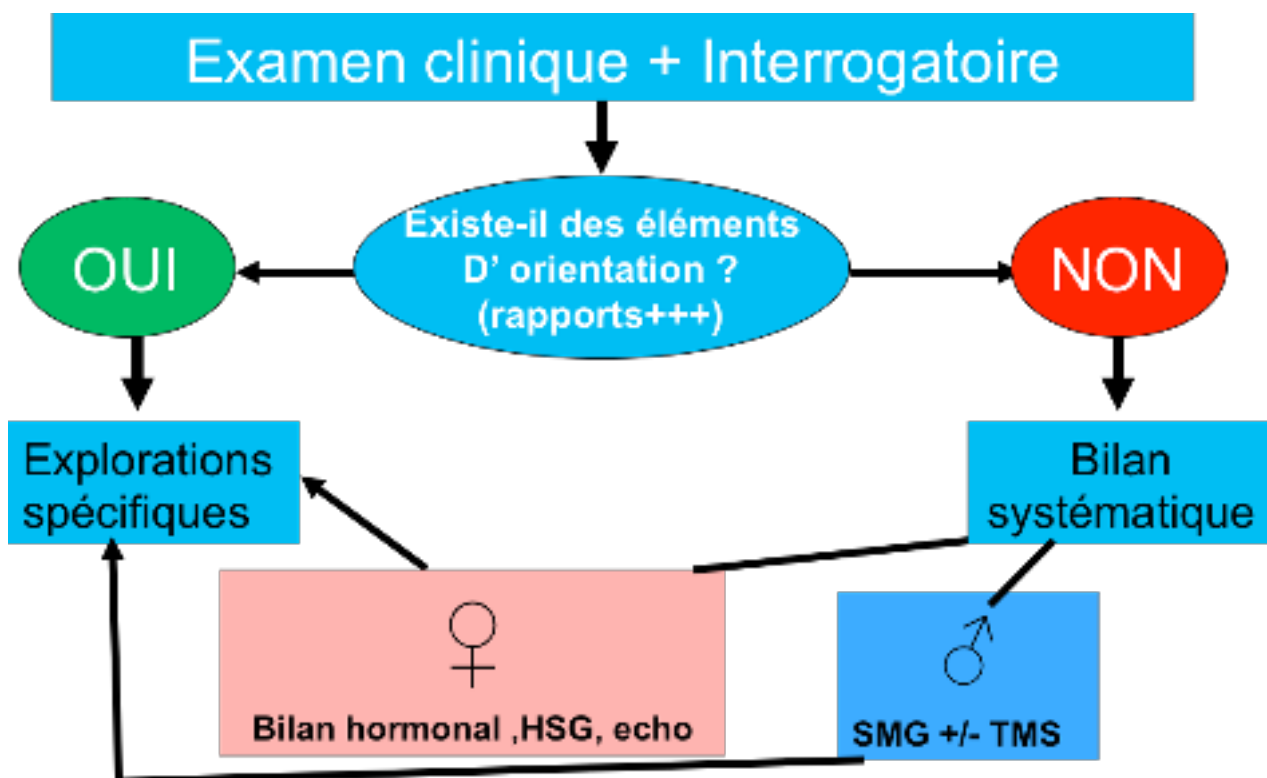 Examen clinique + Interrogatoire
Existe-il des éléments
D’ orientation ?
(rapports+++)
OUI
NON
Explorations
spécifiques
Bilan
systématique
♀
Bilan hormonal ,HSG, echo
♂
SMG +/- TMS